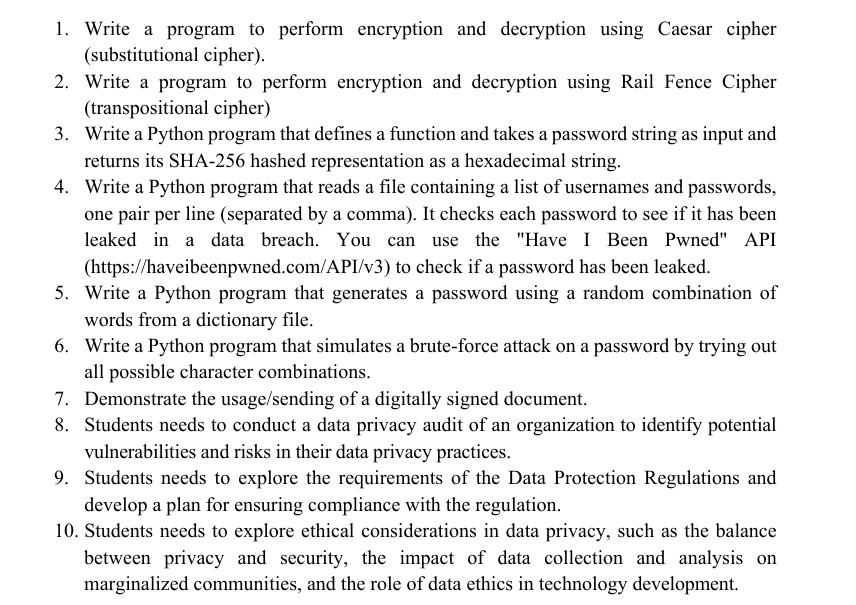 1. Write a program to perform encryption and decryption using Caesar cipher
(substitutional cipher).
2. Write a program to perform encryption and decryption using Rail Fence Cipher
(transpositional cipher)
3. Write a Python program that defines a function and takes a password string as input and
returns its SHA-256 hashed representation as a hexadecimal string.
4. Write a Python program that reads a file containing a list of usernames and passwords,
one pair per line (separated by a comma). It checks each password to see if it has been
leaked in a data breach. You can use the "Have I Been Pwned" API
(https://haveibeenpwned.com/API/v3) to check if a password has been leaked.
5. Write a Python program that generates a password using a random combination of
words from a dictionary file.
6. Write a Python program that simulates a brute-force attack on a password by trying out
all possible character combinations.
7. Demonstrate the usage/sending of a digitally signed document.
8. Students needs to conduct a data privacy audit of an organization to identify potential
vulnerabilities and risks in their data privacy practices.
9. Students needs to explore the requirements of the Data Protection Regulations and
develop a plan for ensuring compliance with the regulation.
10. Students needs to explore ethical considerations in data privacy, such as the balance
between privacy and security, the impact of data collection and analysis on
marginalized communities, and the role of data ethics in technology development.